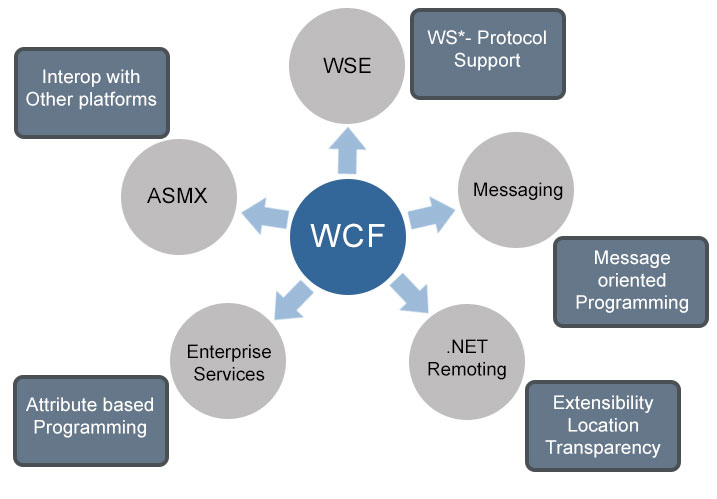 WSE
WS*- Protocol
Support
Interop with
Other platforms
ASMX
Messaging
WCF
Message
oriented
Programming
Enterprise
Services
.NET
Remoting
Attribute based
Programming
Extensibility
Location
Transparency